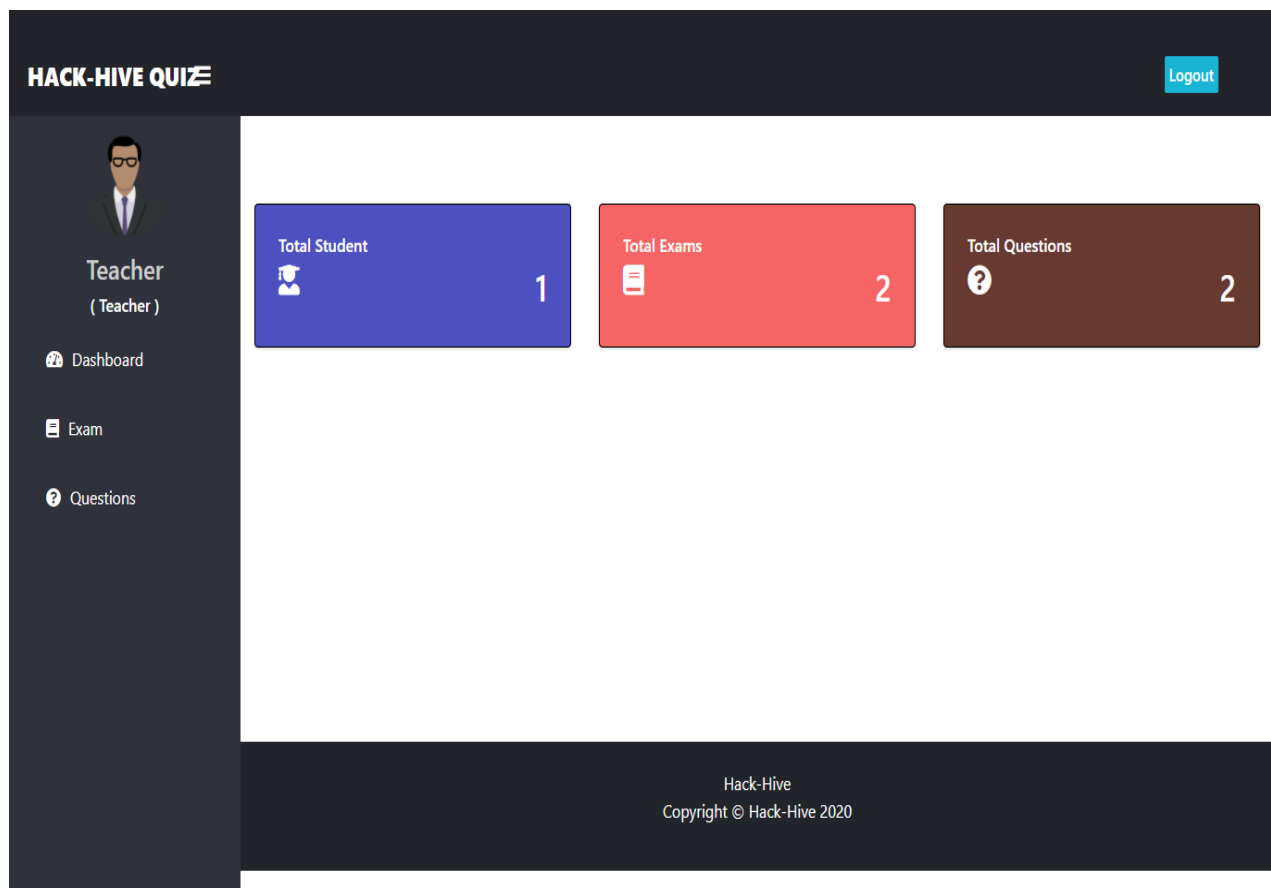 HACK-HIVE QUIZ
Logout
Teacher
( Teacher )
Dashboard
Exam
Questions
Total Student
1
Total Exams
2
Total Questions
2
Hack-Hive
Copyright © Hack-Hive 2020